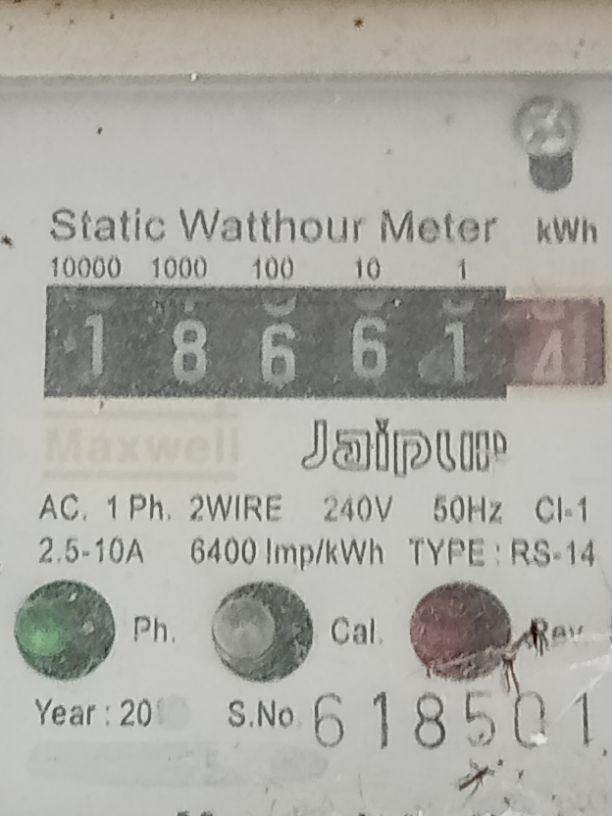 Static Watthour Meter kWh
10000 1000 100 10 1
1 8 6 6 1 4
Maxwell
Jaipur
AC. 1 Ph. 2WIRE 240V 50Hz Cl-1
2.5-10A 6400 Imp/kWh TYPE : RS-14
Ph. Cal. Rev.
Year : 20 S.No. 618501